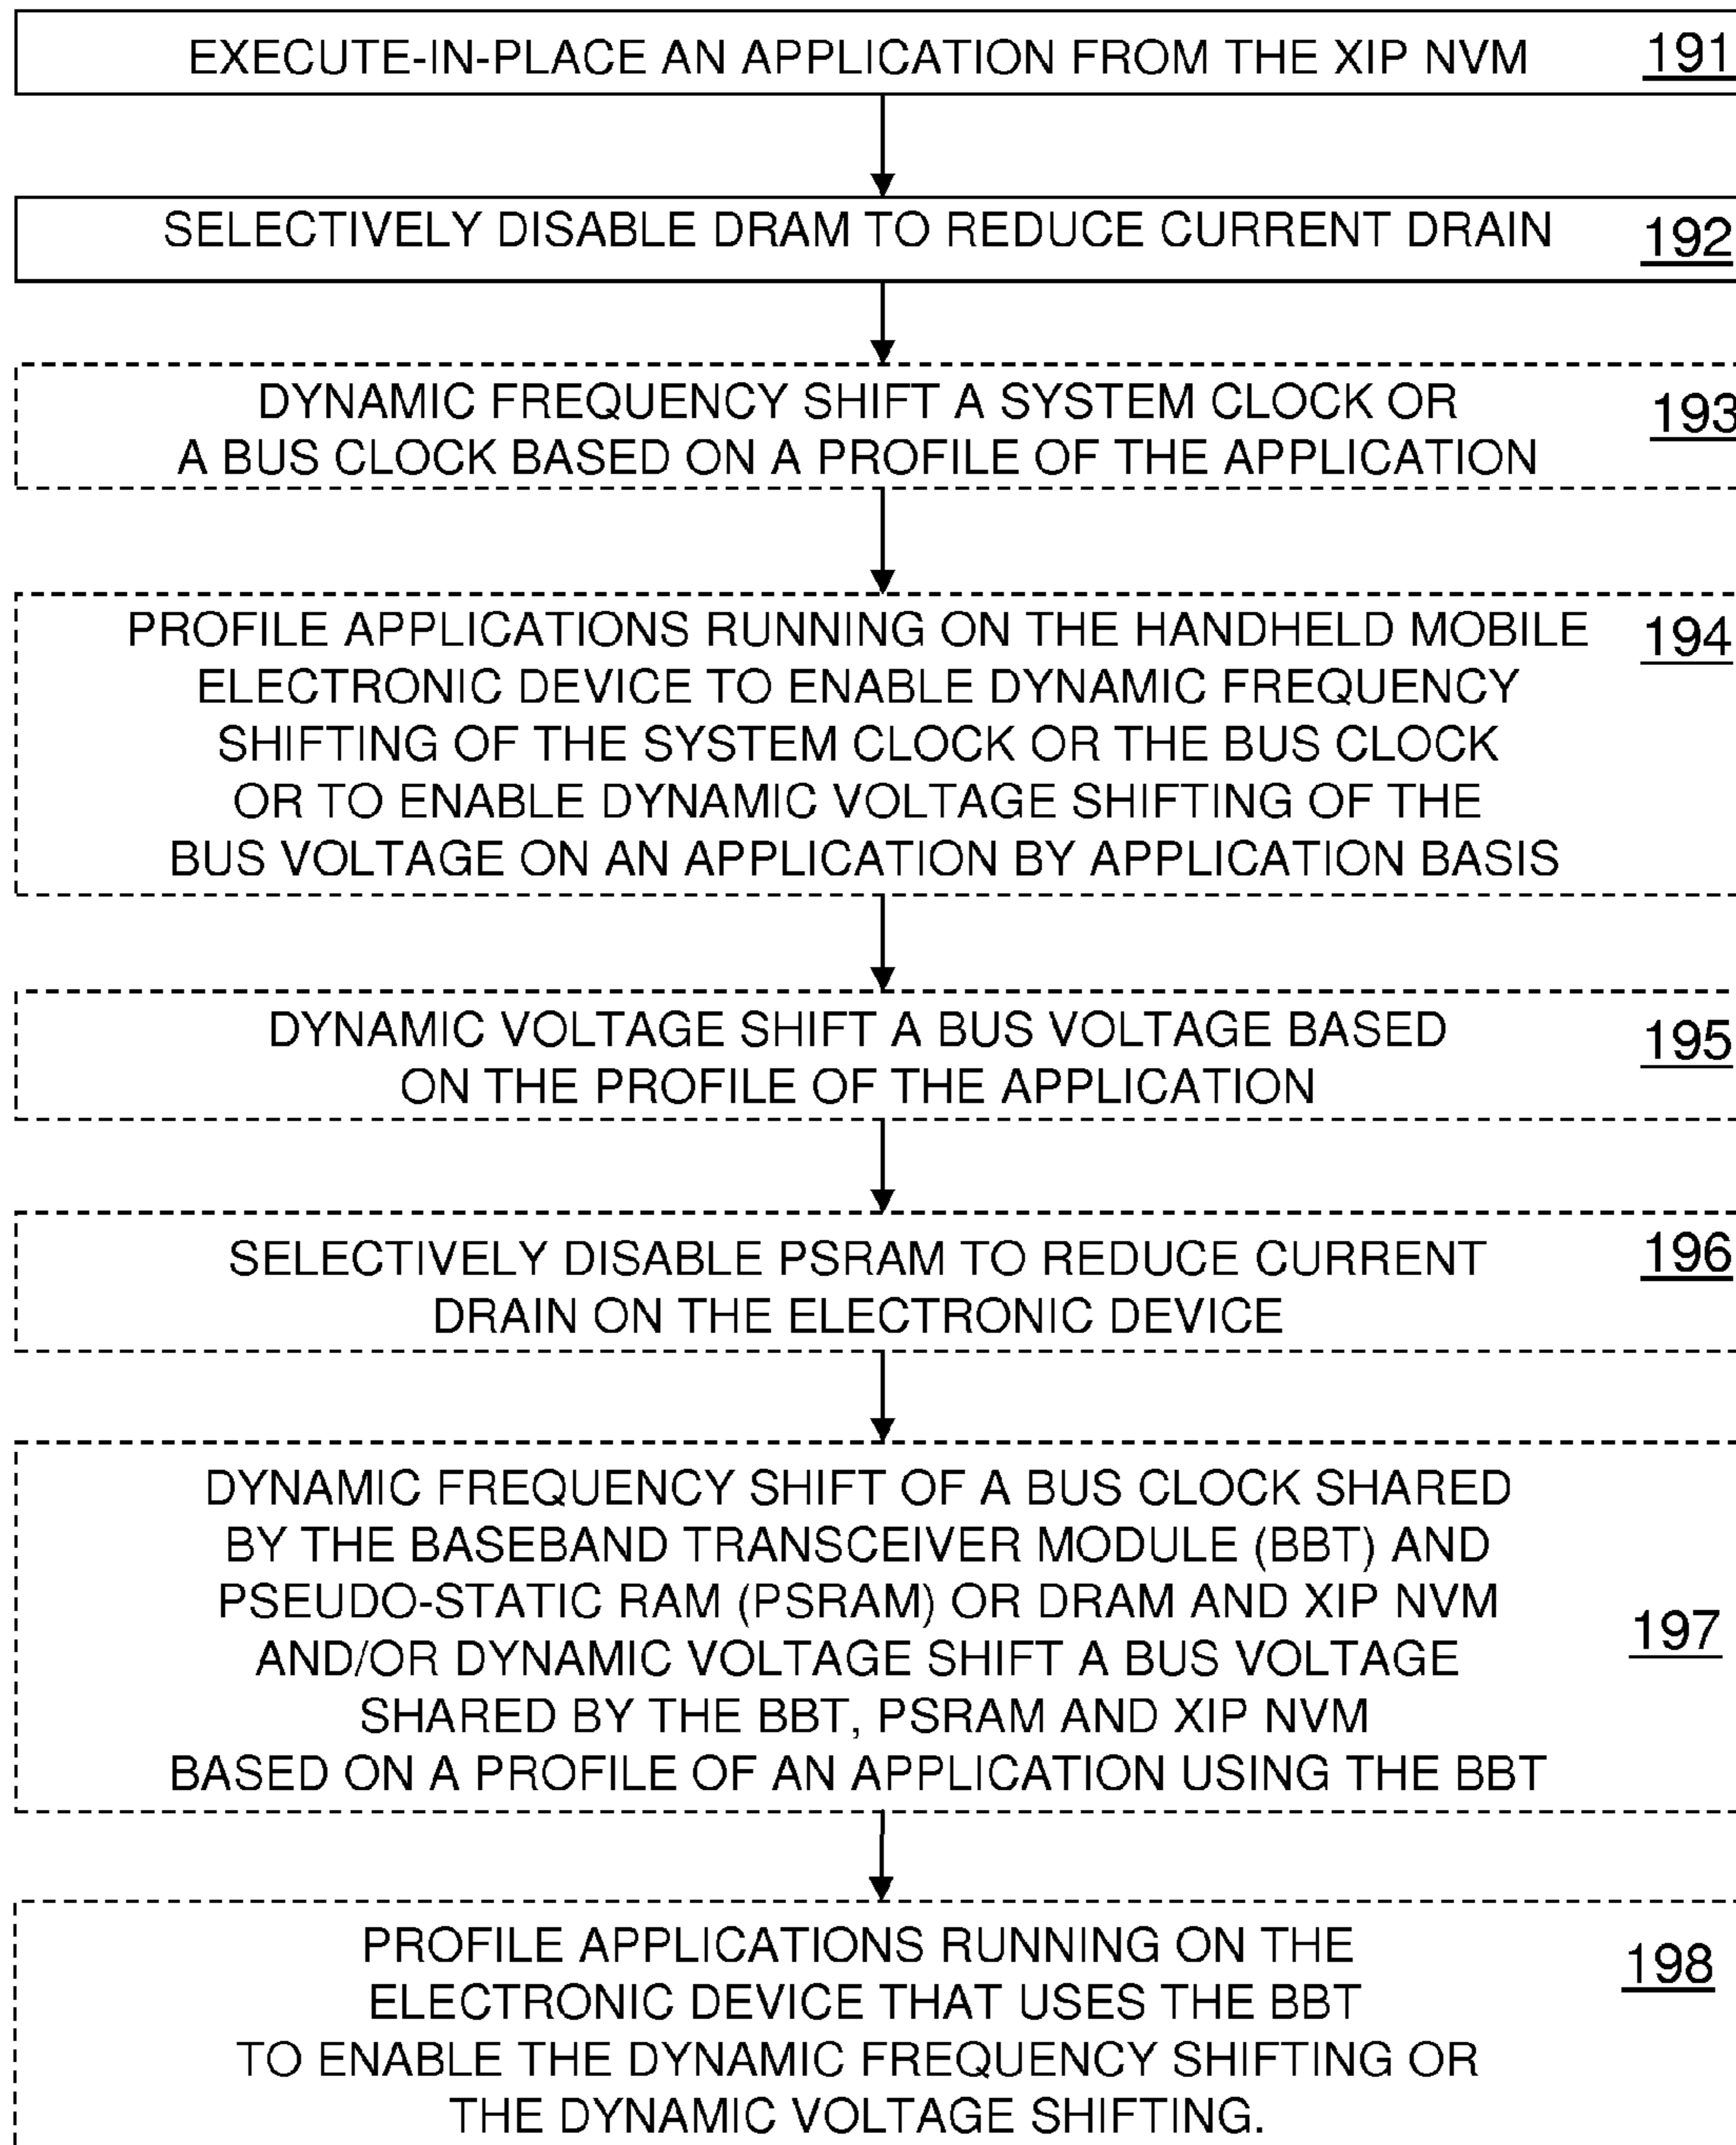 EXECUTE-IN-PLACE AN APPLICATION FROM THE XIP NVM 191
SELECTIVELY DISABLE DRAM TO REDUCE CURRENT DRAIN 192
DYNAMIC FREQUENCY SHIFT A SYSTEM CLOCK OR 193
A BUS CLOCK BASED ON A PROFILE OF THE APPLICATION
PROFILE APPLICATIONS RUNNING ON THE HANDHELD MOBILE 194
ELECTRONIC DEVICE TO ENABLE DYNAMIC FREQUENCY
SHIFTING OF THE SYSTEM CLOCK OR THE BUS CLOCK
OR TO ENABLE DYNAMIC VOLTAGE SHIFTING OF THE
BUS VOLTAGE ON AN APPLICATION BY APPLICATION BASIS
DYNAMIC VOLTAGE SHIFT A BUS VOLTAGE BASED 195
ON THE PROFILE OF THE APPLICATION
SELECTIVELY DISABLE PSRAM TO REDUCE CURRENT 196
DRAIN ON THE ELECTRONIC DEVICE
DYNAMIC FREQUENCY SHIFT OF A BUS CLOCK SHARED
BY THE BASEBAND TRANSCEIVER MODULE (BBT) AND
PSEUDO-STATIC RAM (PSRAM) OR DRAM AND XIP NVM 197
AND/OR DYNAMIC VOLTAGE SHIFT A BUS VOLTAGE
SHARED BY THE BBT, PSRAM AND XIP NVM
BASED ON A PROFILE OF AN APPLICATION USING THE BBT
PROFILE APPLICATIONS RUNNING ON THE 198
ELECTRONIC DEVICE THAT USES THE BBT
TO ENABLE THE DYNAMIC FREQUENCY SHIFTING OR
THE DYNAMIC VOLTAGE SHIFTING.